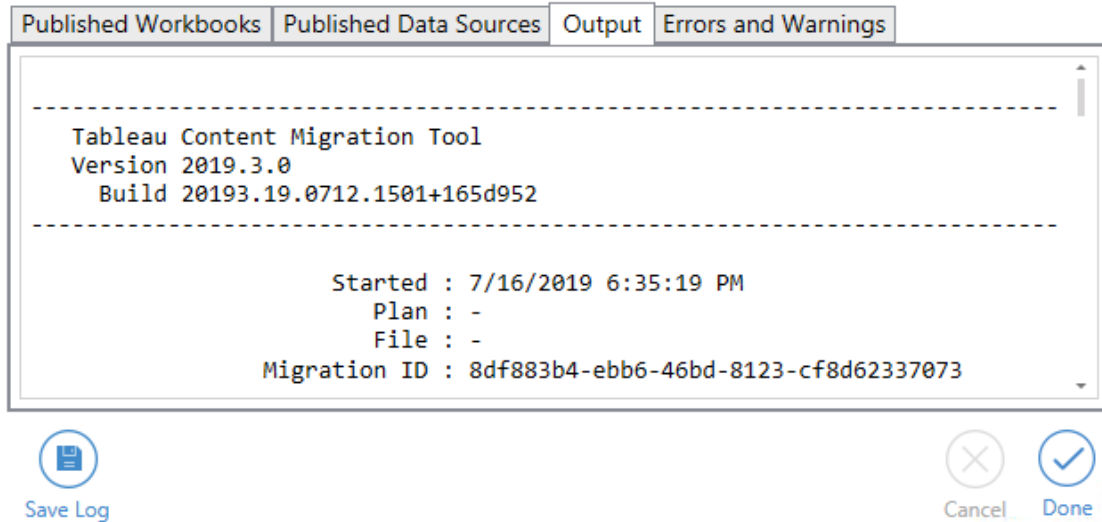 Published Workbooks Published Data Sources Output Errors and Warnings
----------------------------------------------------------------------------
Tableau Content Migration Tool
Version 2019.3.0
Build 20193.19.0712.1501+165d952
----------------------------------------------------------------------------
Started : 7/16/2019 6:35:19 PM
Plan : -
File : -
Migration ID : 8df883b4-ebb6-46bd-8123-cf8d62337073
Save Log Cancel Done